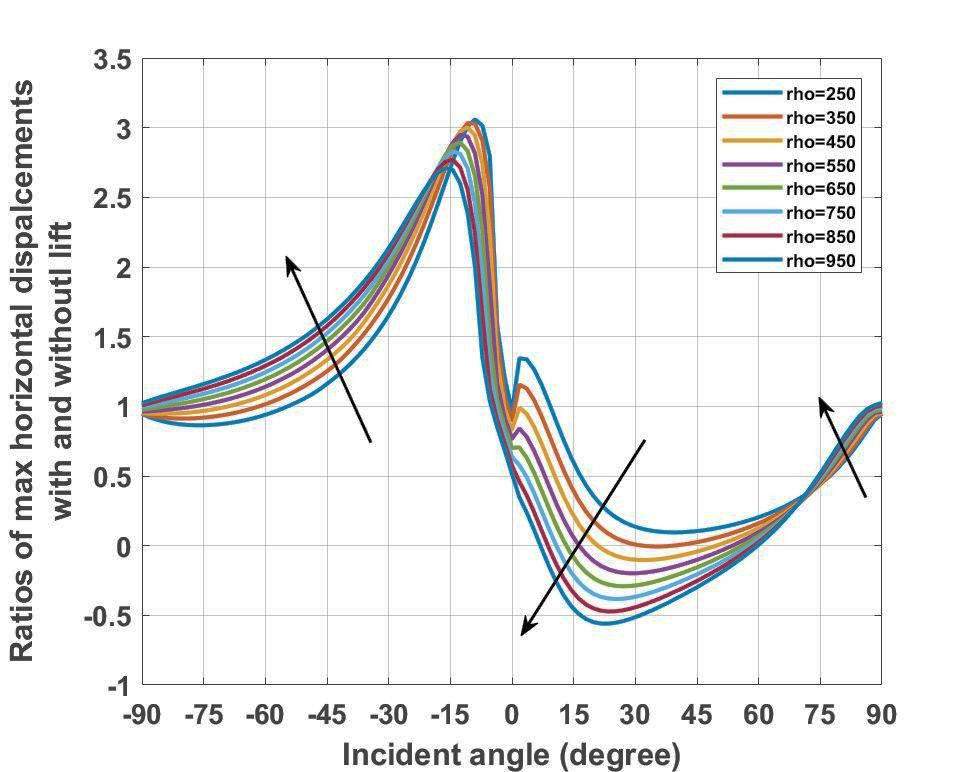 Ratios of max horizontal dispalcements
with and withoutl lift
3.5
3
2.5
2
1.5
1
0.5
0
-0.5
-1
rho=250
rho=350
rho=450
rho=550
rho=650
rho=750
rho=850
rho=950
-90 -75 -60 -45 -30 -15 0 15 30 45 60 75 90
Incident angle (degree)